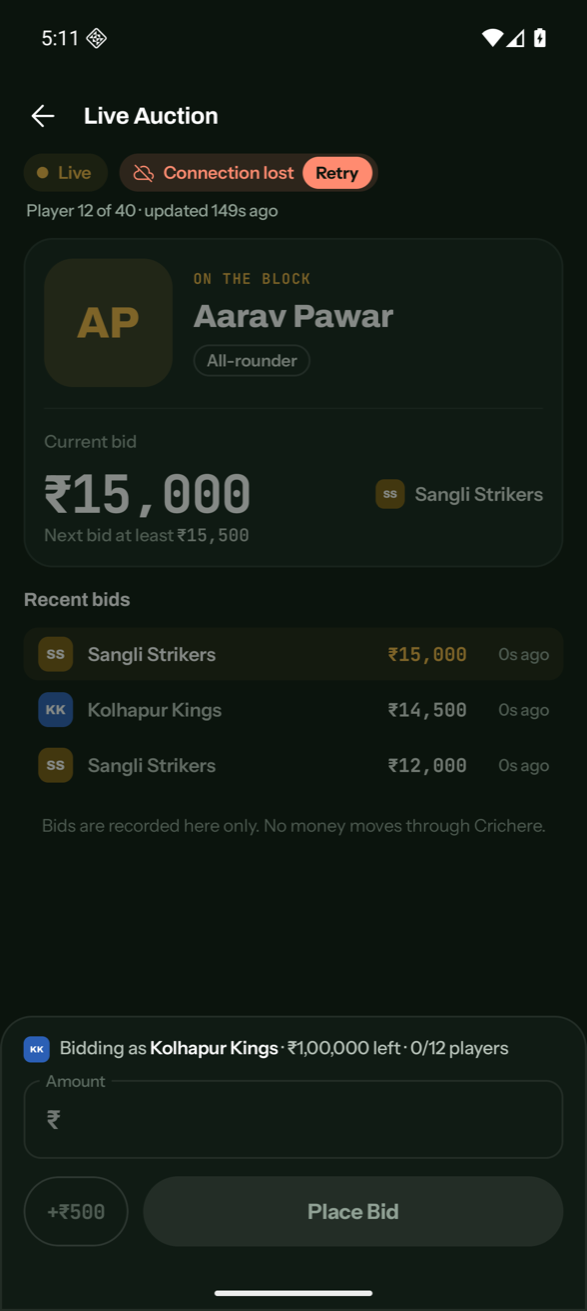 5:11
Live Auction
Live
Connection lost
Retry
Player 12 of 40 · updated 149s ago
AP
ON THE BLOCK
Aarav Pawar
All-rounder
Current bid
₹15,000
SS Sangli Strikers
Next bid at least ₹15,500
Recent bids
SS Sangli Strikers ₹15,000 0s ago
KK Kolhapur Kings ₹14,500 0s ago
SS Sangli Strikers ₹12,000 0s ago
Bids are recorded here only. No money moves through Crichere.
KK Bidding as Kolhapur Kings · ₹1,00,000 left · 0/12 players
Amount
₹
+₹500
Place Bid